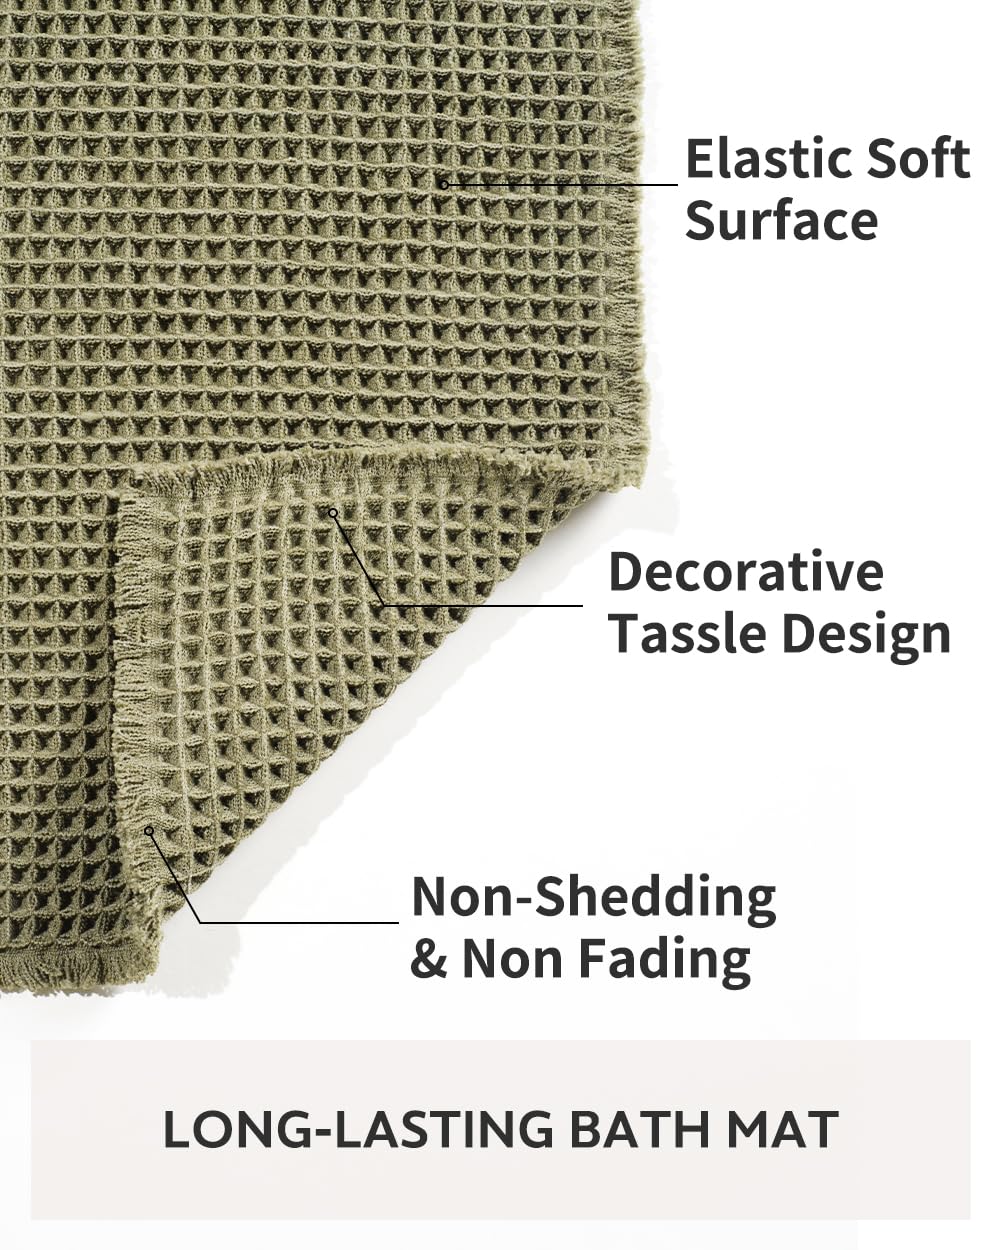 Elastic Soft
Surface
Decorative
Tassle Design
Non-Shedding
& Non Fading
LONG-LASTING BATH MAT